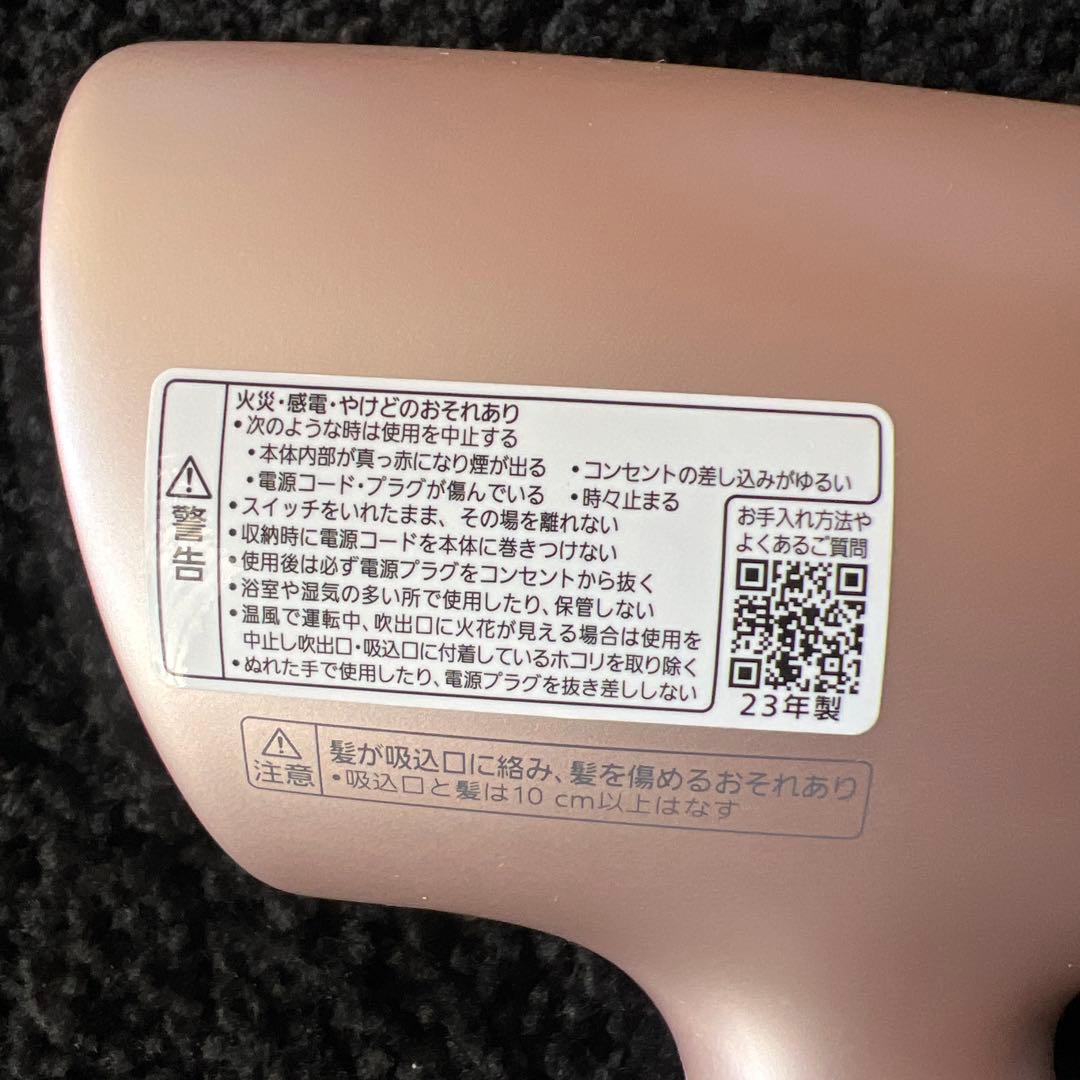 警告
火災・感電・やけどのおそれあり
•次のような時は使用を中止する
•本体内部が真っ赤になり煙が出る •コンセントの差し込みがゆるい
•電源コード・プラグが傷んでいる •時々止まる
•スイッチをいれたまま、その場を離れない
•収納時に電源コードを本体に巻きつけない
•使用後は必ず電源プラグをコンセントから抜く
•浴室や湿気の多い所で使用したり、保管しない
•温風で運転中、吹出口に火花が見える場合は使用を
中止し吹出口・吸込口に付着しているホコリを取り除く
•ぬれた手で使用したり、電源プラグを抜き差ししない
お手入れ方法や
よくあるご質問
23年製
注意
髪が吸込口に絡み、髪を傷めるおそれあり
•吸込口と髪は10 cm以上はなす